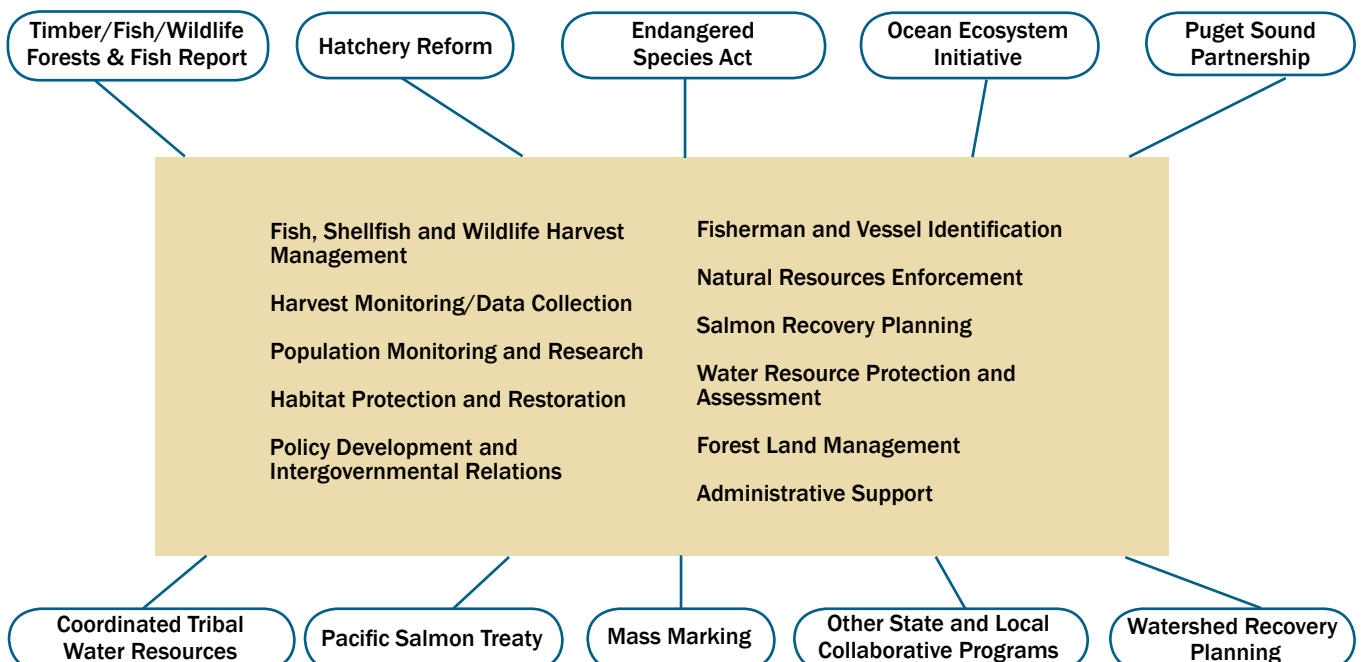 Timber/Fish/Wildlife
Forests & Fish Report
Hatchery Reform
Endangered
Species Act
Ocean Ecosystem
Initiative
Puget Sound
Partnership
Fish, Shellfish and Wildlife Harvest
Management
Harvest Monitoring/Data Collection
Population Monitoring and Research
Habitat Protection and Restoration
Policy Development and
Intergovernmental Relations
Fisherman and Vessel Identification
Natural Resources Enforcement
Salmon Recovery Planning
Water Resource Protection and
Assessment
Forest Land Management
Administrative Support
Coordinated Tribal
Water Resources
Pacific Salmon Treaty
Mass Marking
Other State and Local
Collaborative Programs
Watershed Recovery
Planning